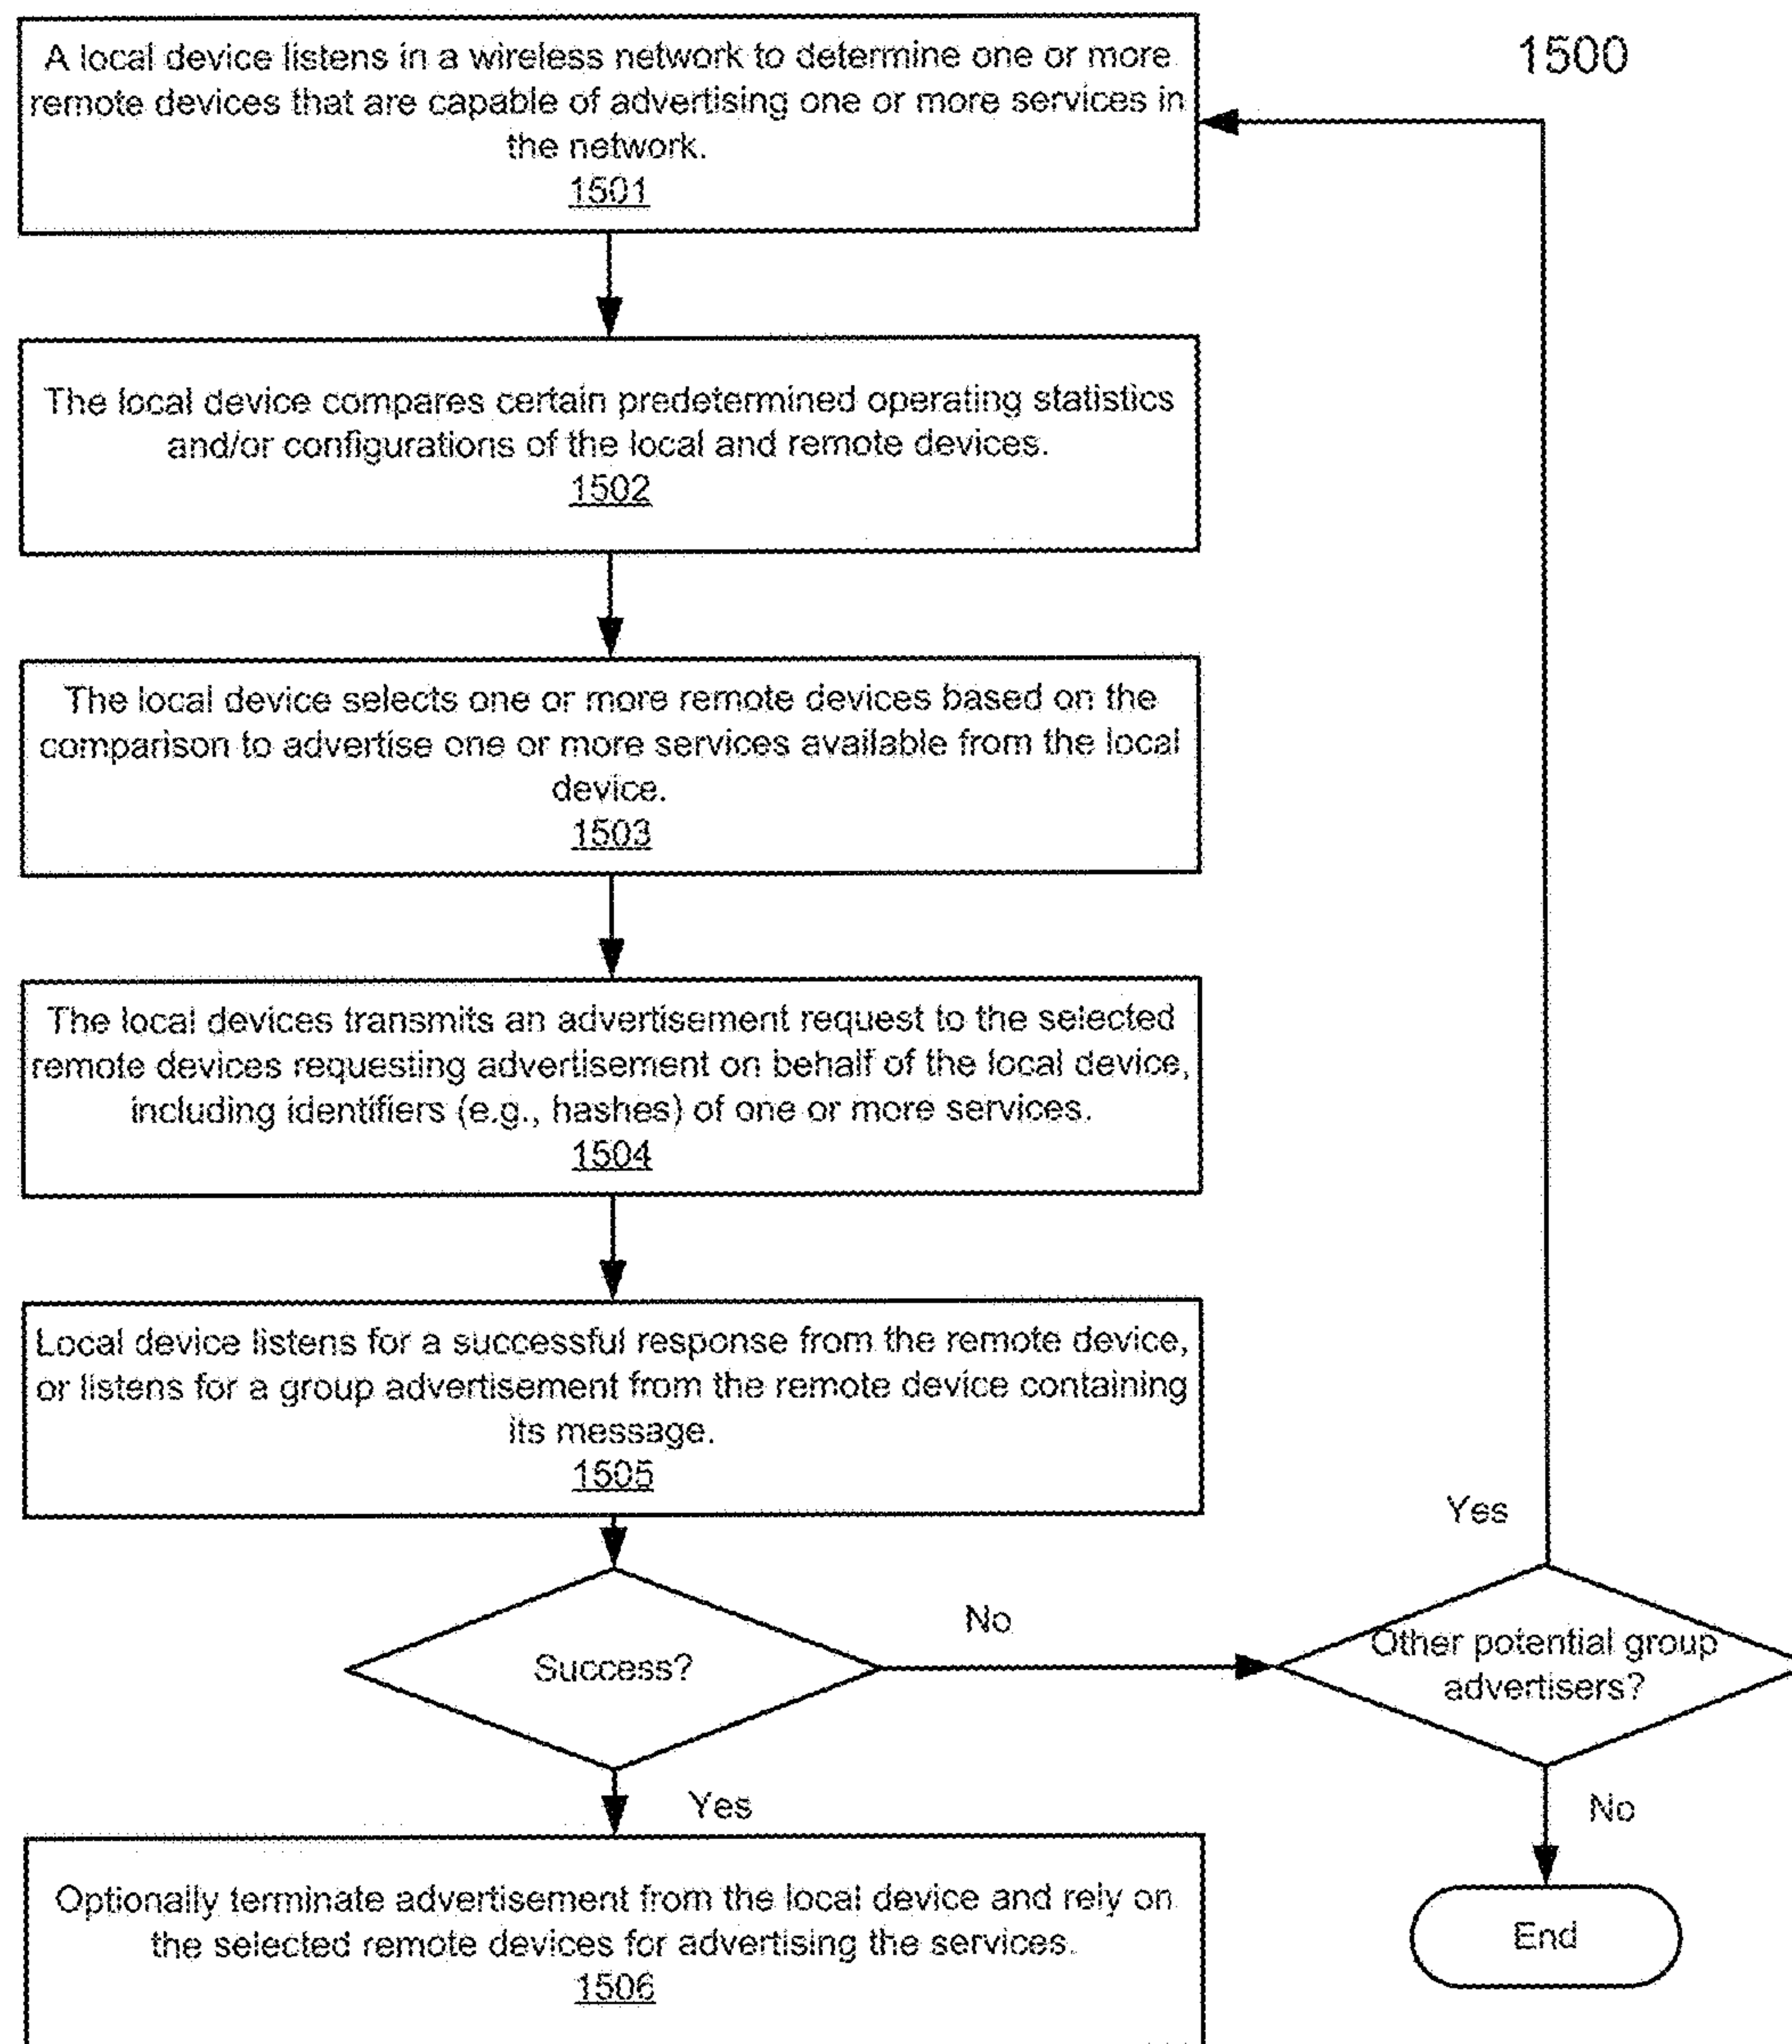 1500
A local device listens in a wireless network to determine one or more
remote devices that are capable of advertising one or more services in
the network.
1501
The local device compares certain predetermined operating statistics
and/or configurations of the local and remote devices.
1502
The local device selects one or more remote devices based on the
comparison to advertise one or more services available from the local
device.
1503
The local devices transmits an advertisement request to the selected
remote devices requesting advertisement on behalf of the local device,
including identifiers (e.g., hashes) of one or more services.
1504
Local device listens for a successful response from the remote device,
or listens for a group advertisement from the remote device containing
its message.
1505
Success?
No
Other potential group
advertisers?
Yes
No
End
Yes
Optionally terminate advertisement from the local device and rely on
the selected remote devices for advertising the services.
1506